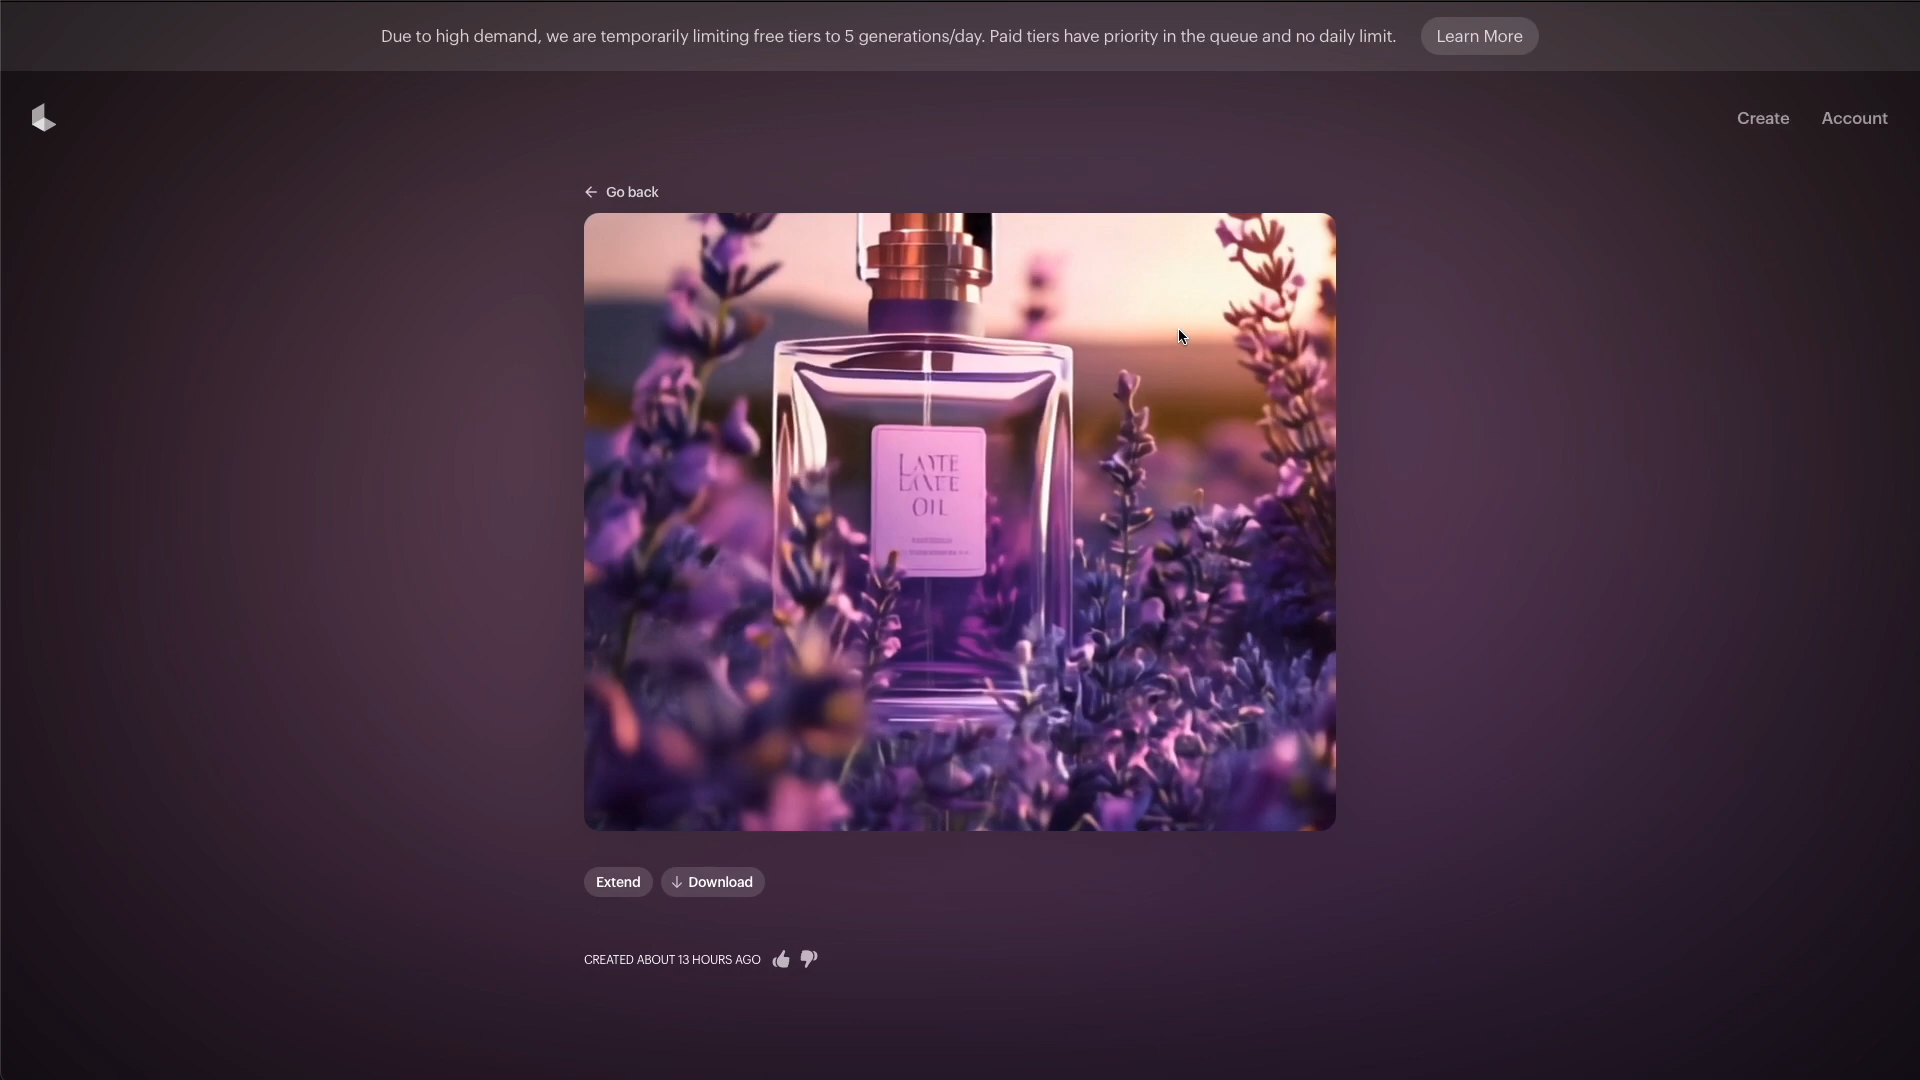 Due to high demand, we are temporarily limiting free tiers to 5 generations/day. Paid tiers have priority in the queue and no daily limit. Learn More
Create Account
Go back
LAYTE
LAXFE
OIL
Extend Download
CREATED ABOUT 13 HOURS AGO